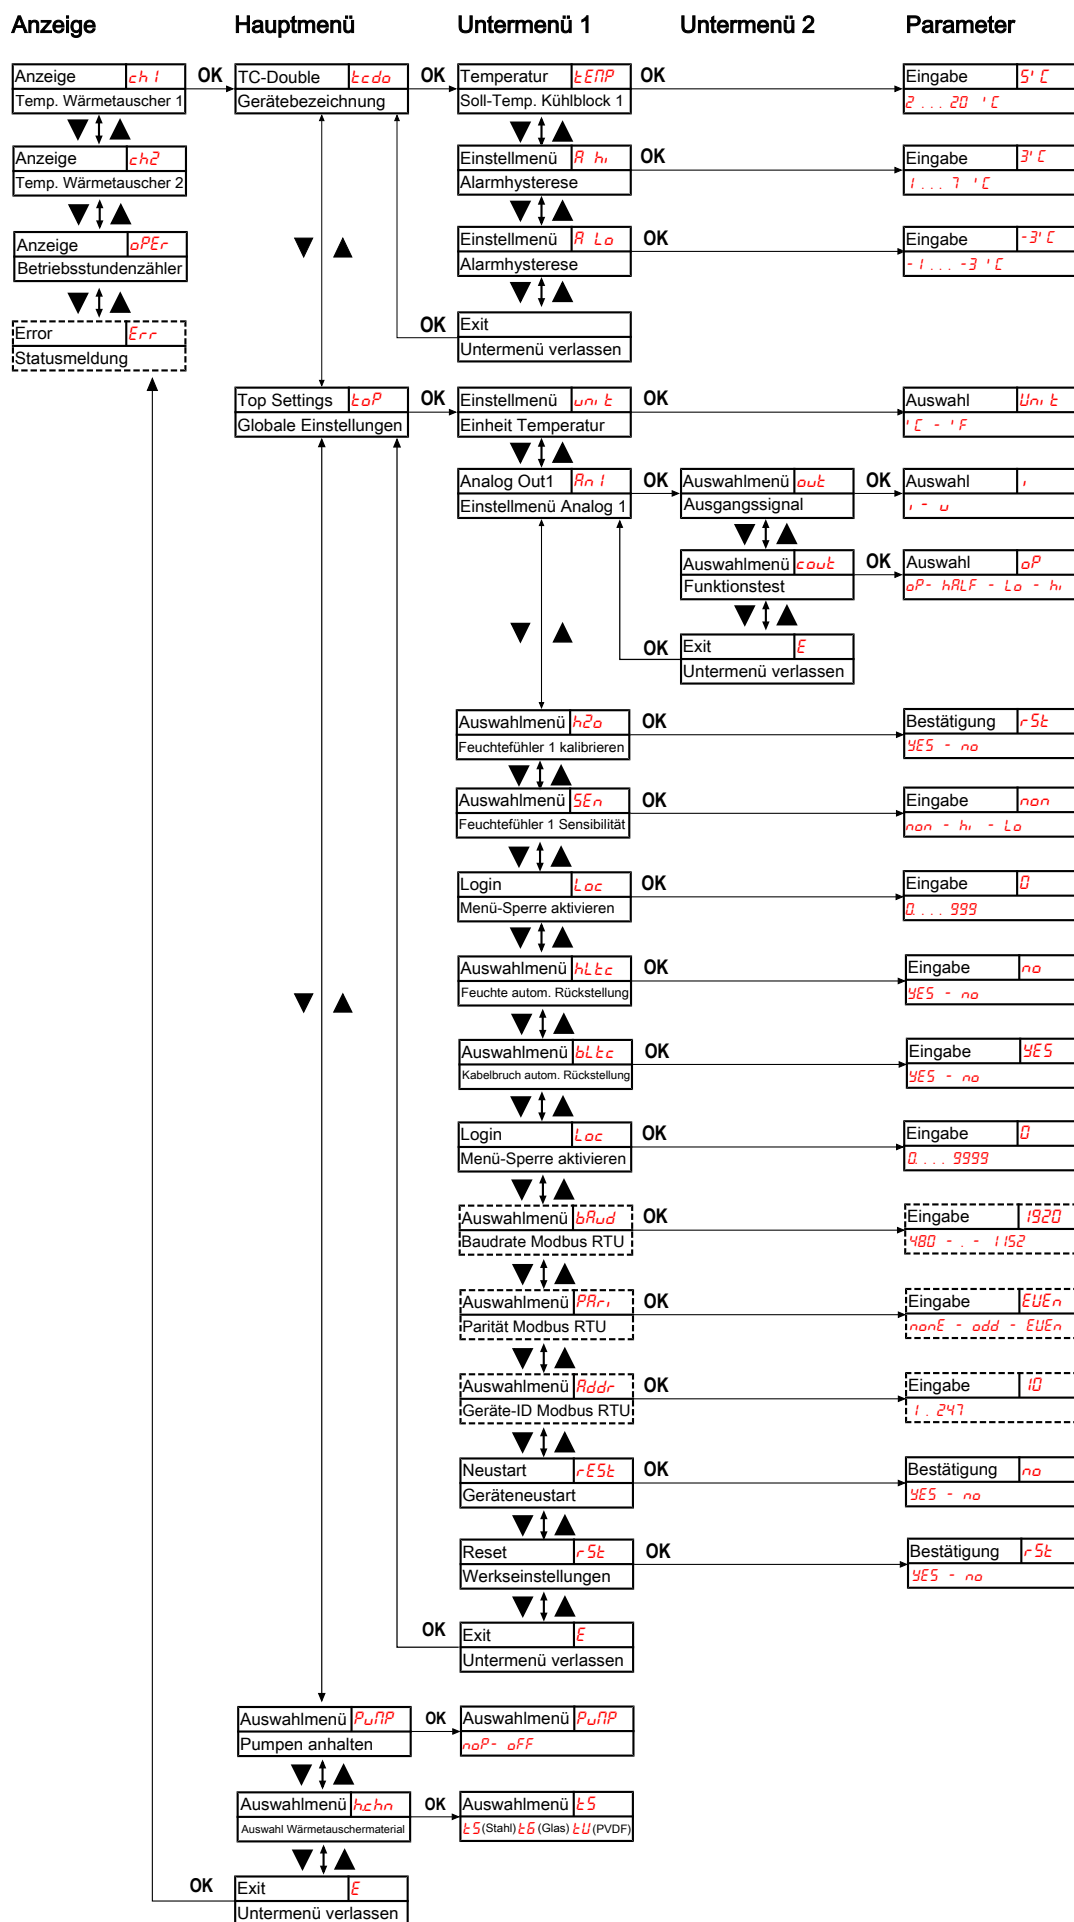 Anzeige Hauptmenü Untermenü 1 Untermenü 2 Parameter
Anzeige ch1 OK TC-Double tcdo OK Temperatur tEMP OK Eingabe 5°C
Temp. Wärmetauscher 1 Gerätebezeichnung Soll-Temp. Kühlblock 1 2 ... 20 °C
Anzeige ch2 Einstellmenü A hi OK Eingabe 3°C
Temp. Wärmetauscher 2 Alarmhysterese 1 ... 7 °C
Anzeige oPEr Einstellmenü A Lo OK Eingabe -3°C
Betriebsstundenzähler Alarmhysterese -1 ... -3 °C
Error Err OK Exit
Statusmeldung Untermenü verlassen
Top Settings toP OK Einstellmenü unit OK Auswahl Unit
Globale Einstellungen Einheit Temperatur °C - °F
Analog Out1 An1 OK Auswahlmenü out OK Auswahl i
Einstellmenü Analog 1 Ausgangssignal i - u
Auswahlmenü cout OK Auswahl oP
Funktionstest oP - hALF - Lo - hi
OK Exit E
Untermenü verlassen
Auswahlmenü h2o OK Bestätigung rSt
Feuchtefühler 1 kalibrieren YES - no
Auswahlmenü SEn OK Eingabe non
Feuchtefühler 1 Sensibilität non - hi - Lo
Login Loc OK Eingabe 0
Menü-Sperre aktivieren 0. ... 999
Auswahlmenü hLtc OK Eingabe no
Feuchte autom. Rückstellung YES - no
Auswahlmenü bLtc OK Eingabe YES
Kabelbruch autom. Rückstellung YES - no
Login Loc OK Eingabe 0
Menü-Sperre aktivieren 0. ... 9999
Auswahlmenü bAud OK Eingabe 1920
Baudrate Modbus RTU 480 - . - 1152
Auswahlmenü PAri OK Eingabe EUEn
Parität Modbus RTU nonE - odd - EUEn
Auswahlmenü Addr OK Eingabe 10
Geräte-ID Modbus RTU 1 . 247
Neustart rESt OK Bestätigung no
Geräteneustart YES - no
Reset rSt OK Bestätigung rSt
Werkseinstellungen YES - no
OK Exit E
Untermenü verlassen
Auswahlmenü PuMP OK Auswahlmenü PuMP
Pumpen anhalten noP - oFF
Auswahlmenü h.chn OK Auswahlmenü tS
Auswahl Wärmetauschermaterial tS (Stahl) tG (Glas) tU (PVDF)
OK Exit E
Untermenü verlassen